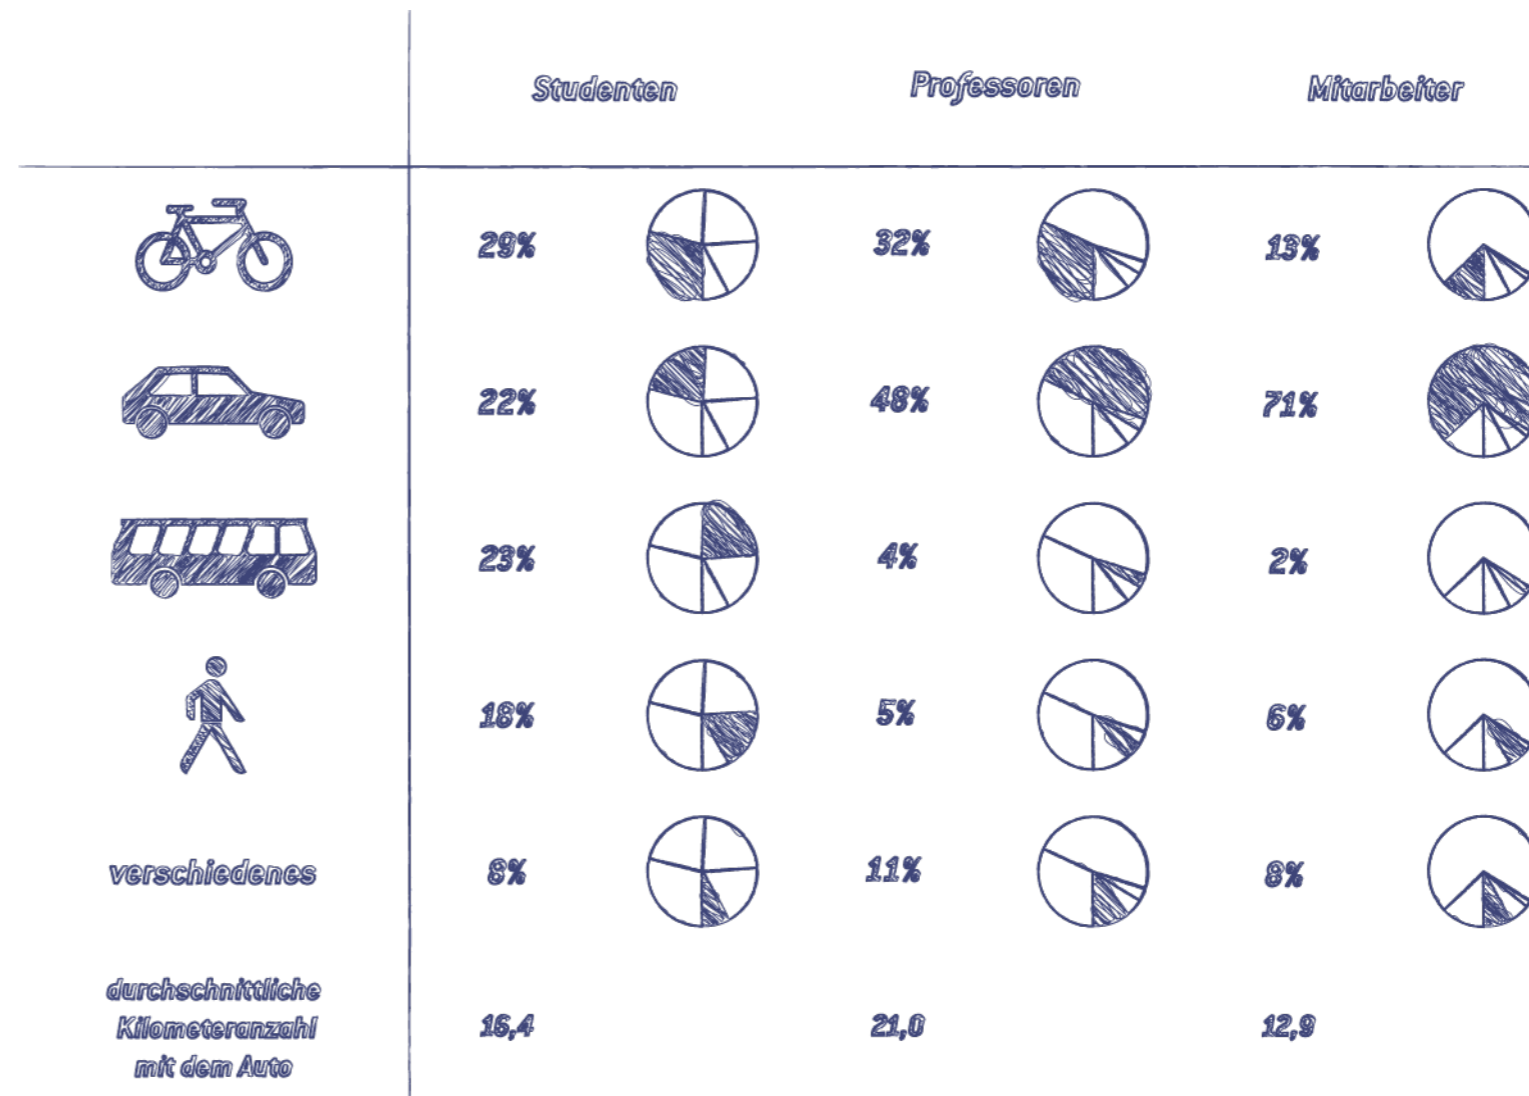 Studenten Professoren Mitarbeiter
29% 32% 13%
22% 48% 71%
23% 4% 2%
18% 5% 6%
verschiedenes 8% 11% 8%
durchschnittliche
Kilometeranzahl 16,4 21,0 12,9
mit dem Auto